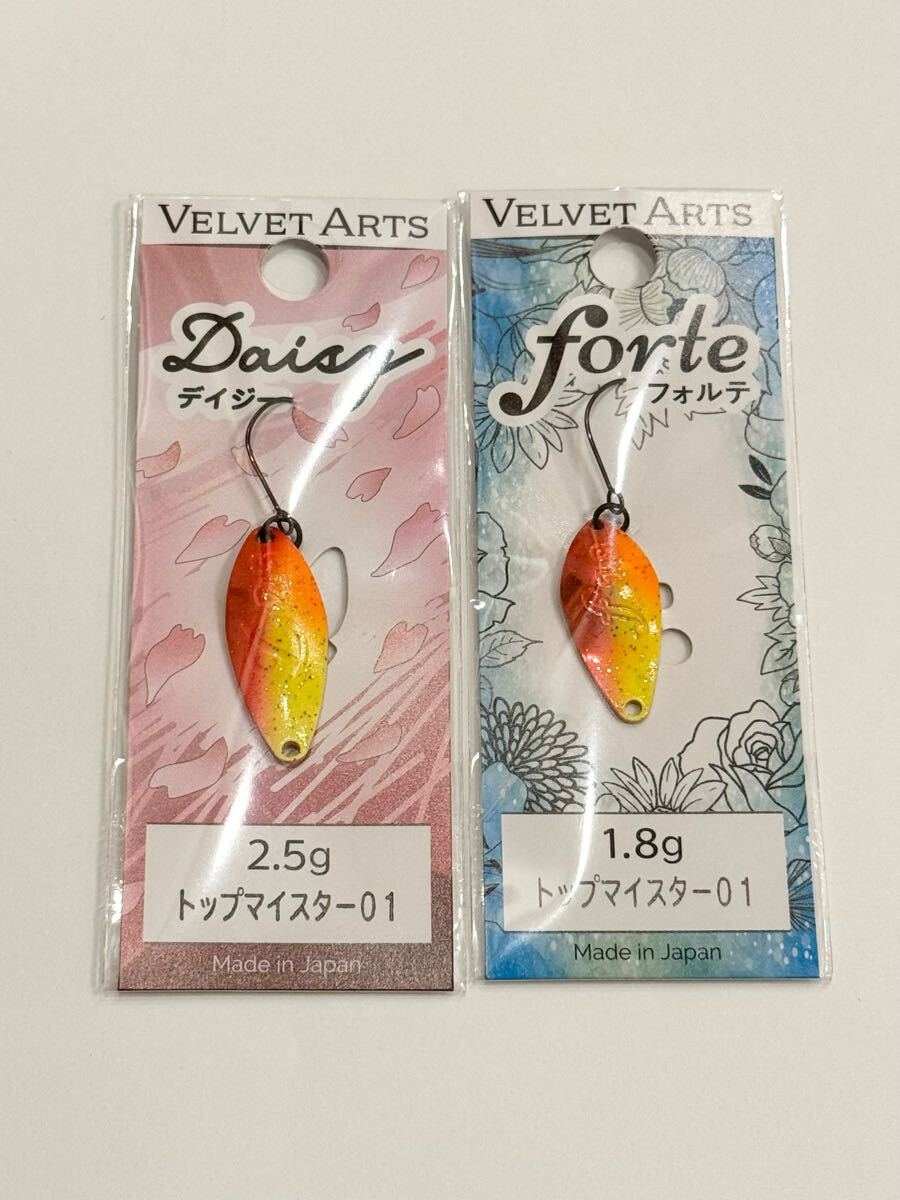 VELVET ARTS
Daisy
デイジー
2.5g
トップマイスター01
Made in Japan
VELVET ARTS
forte
フォルテ
1.8g
トップマイスター01
Made in Japan